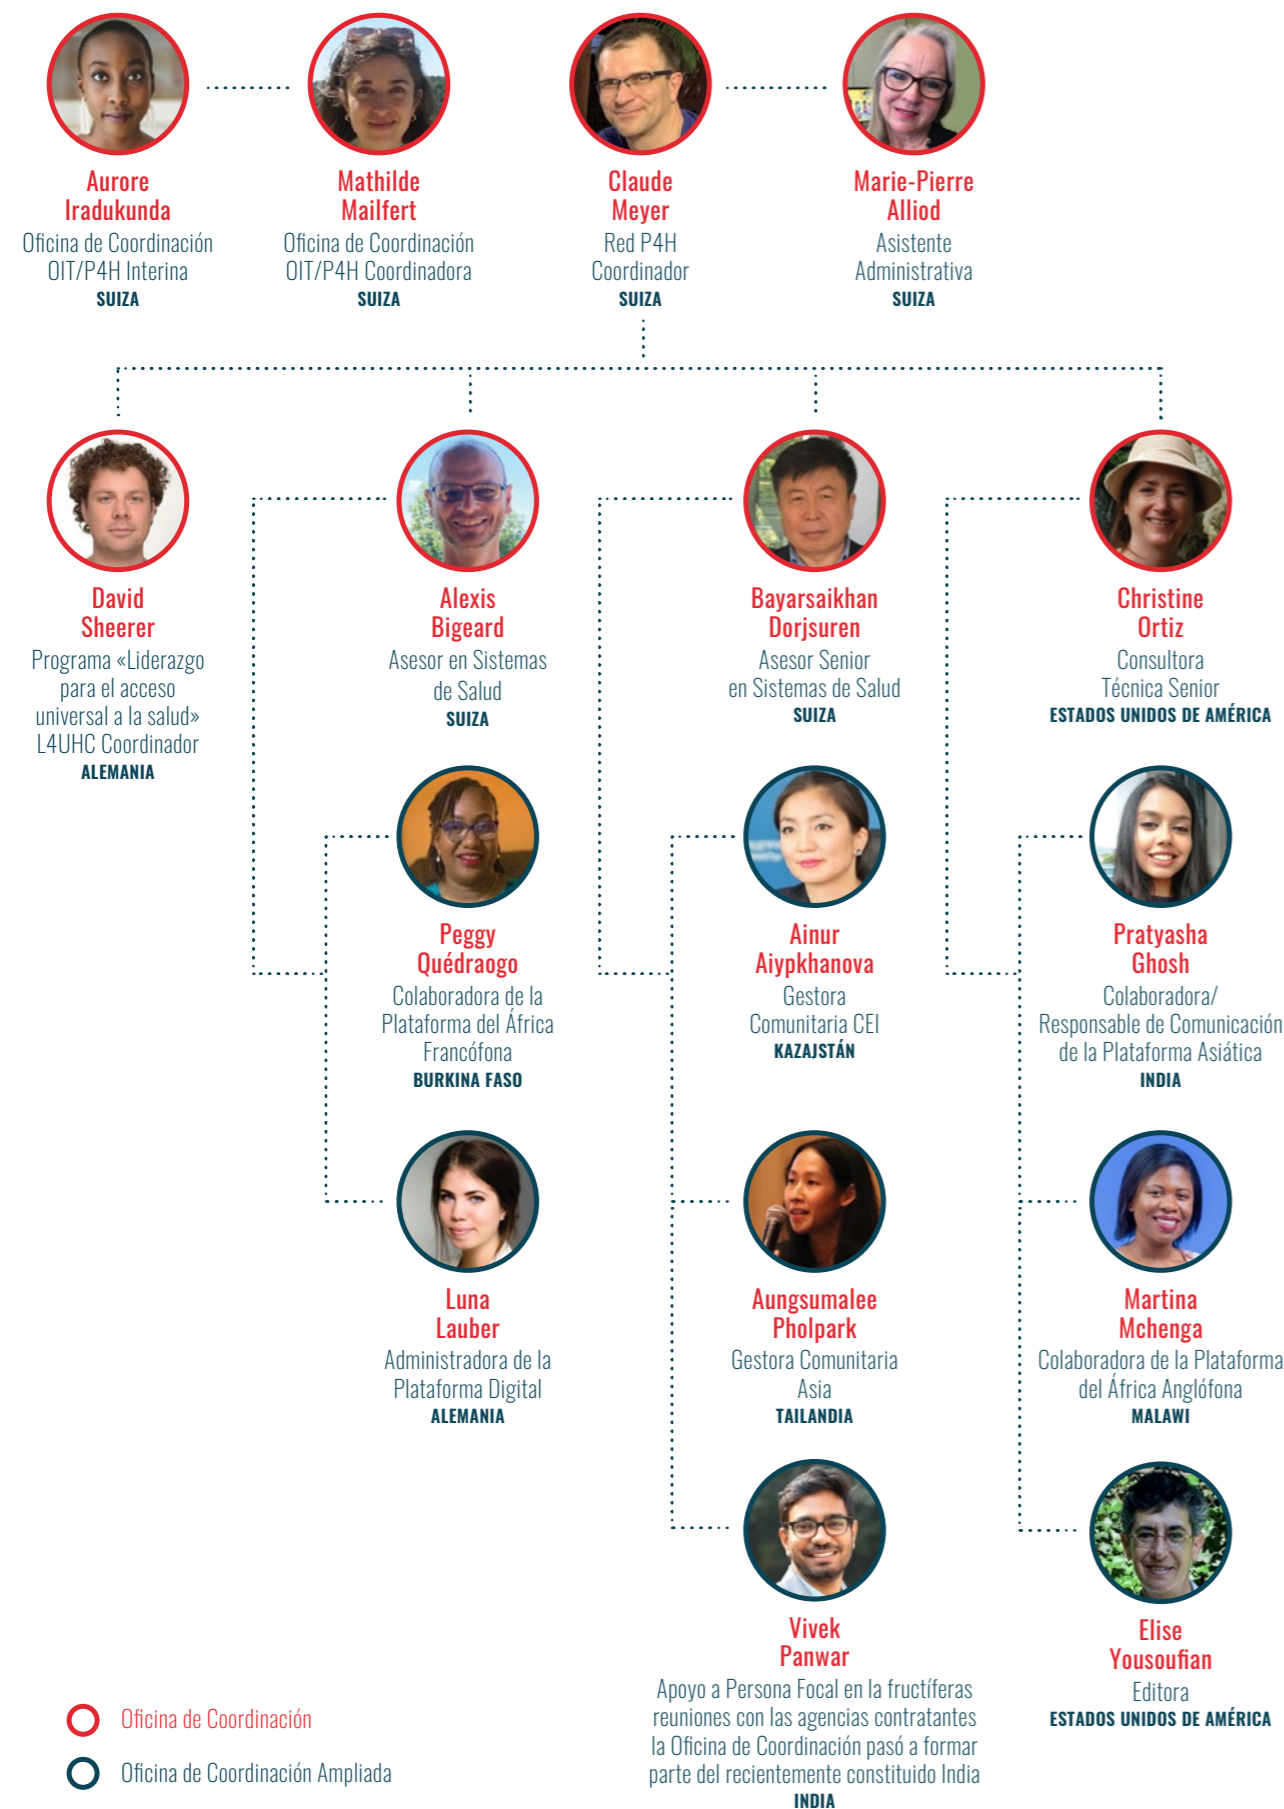 Aurore
Iradukunda
Oficina de Coordinación
OIT/P4H Interina
SUIZA
Mathilde
Mailfert
Oficina de Coordinación
OIT/P4H Coordinadora
SUIZA
Claude
Meyer
Red P4H
Coordinador
SUIZA
Marie-Pierre
Alliod
Asistente
Administrativa
SUIZA
David
Sheerer
Programa «Liderazgo
para el acceso
universal a la salud»
L4UHC Coordinador
ALEMANIA
Alexis
Bigeard
Asesor en Sistemas
de Salud
SUIZA
Bayarsaikhan
Dorjsuren
Asesor Senior
en Sistemas de Salud
SUIZA
Christine
Ortiz
Consultora
Técnica Senior
ESTADOS UNIDOS DE AMÉRICA
Peggy
Quédraogo
Colaboradora de la
Plataforma del África
Francófona
BURKINA FASO
Ainur
Aiypkhanova
Gestora
Comunitaria CEI
KAZAJSTÁN
Pratyasha
Ghosh
Colaboradora/
Responsable de Comunicación
de la Plataforma Asiática
INDIA
Luna
Lauber
Administradora de la
Plataforma Digital
ALEMANIA
Aungsumalee
Pholpark
Gestora Comunitaria
Asia
TAILANDIA
Martina
Mchenga
Colaboradora de la Plataforma
del África Anglófona
MALAWI
Vivek
Panwar
Apoyo a Persona Focal en la fructíferas
reuniones con las agencias contratantes
la Oficina de Coordinación pasó a formar
parte del recientemente constituido India
INDIA
Elise
Yousoufian
Editora
ESTADOS UNIDOS DE AMÉRICA
Oficina de Coordinación
Oficina de Coordinación Ampliada